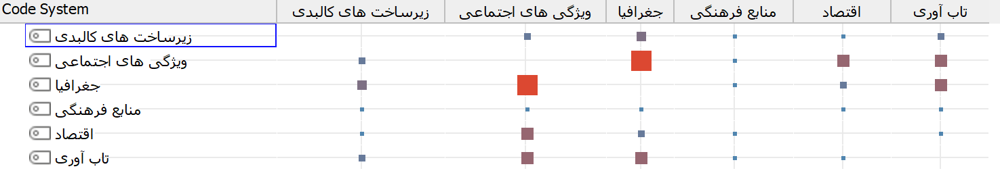 Code System زیرساخت های کالبدی ویژگی های اجتماعی جغرافیا منابع فرهنگی اقتصاد تاب آوری
زیرساخت های کالبدی
ویژگی های اجتماعی
جغرافیا
منابع فرهنگی
اقتصاد
تاب آوری